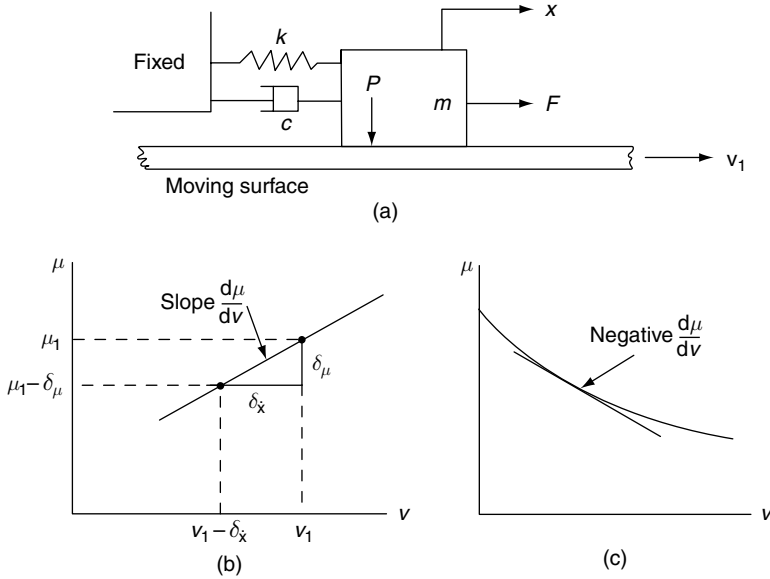 x
k
Fixed
P
m
F
c
v₁
Moving surface
(a)
μ
Slope dμ/dv
μ₁
δμ
μ₁ – δμ
δẋ
v₁ – δẋ
v₁
v
(b)
μ
Negative dμ/dv
v
(c)